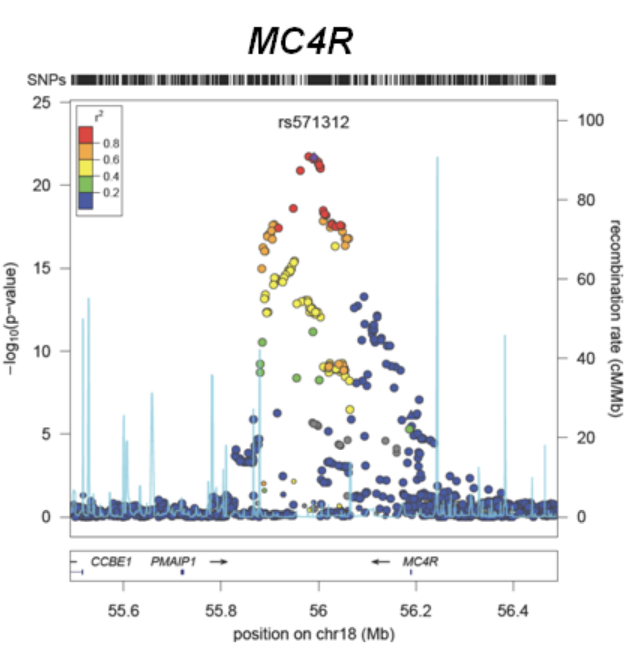 MC4R
SNPs
25
20
15
10
5
0
−log10(p−value)
r2
0.8
0.6
0.4
0.2
rs571312
100
80
60
40
20
0
recombination rate (cM/Mb)
CCBE1 PMAIP1 MC4R
55.6 55.8 56 56.2 56.4
position on chr18 (Mb)